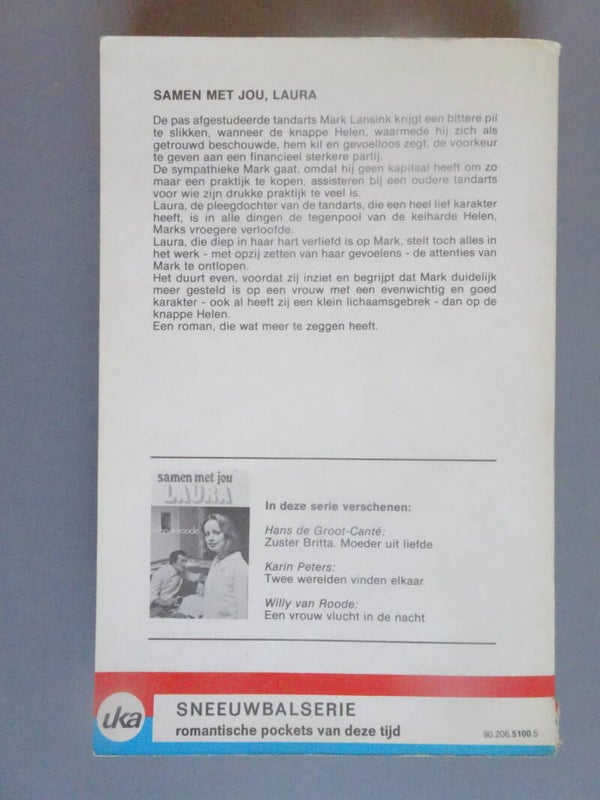 SAMEN MET JOU, LAURA
De pas afgestudeerde tandarts Mark Lansink krijgt een bittere pil
te slikken, wanneer de knappe Helen, waarmede hij zich als
getrouwd beschouwde, hem kil en gevoelloos zegt, de voorkeur
te geven aan een financieel sterkere partij.
De sympathieke Mark gaat, omdat hij geen kapitaal heeft om zo
maar een praktijk te kopen, assisteren bij een oudere tandarts
voor wie zijn drukke praktijk te veel is.
Laura, de pleegdochter van de tandarts, die een heel lief karakter
heeft, is in alle dingen de tegenpool van de keiharde Helen,
Marks vroegere verloofde.
Laura, die diep in haar hart verliefd is op Mark, stelt toch alles in
het werk - met opzij zetten van haar gevoelens - de attenties van
Mark te ontlopen.
Het duurt even, voordat zij inziet en begrijpt dat Mark duidelijk
meer gesteld is op een vrouw met een evenwichtig en goed
karakter - ook al heeft zij een klein lichaamsgebrek - dan op de
knappe Helen.
Een roman, die wat meer te zeggen heeft.
samen met jou
LAURA
In deze serie verschenen:
Hans de Groot-Canté:
Zuster Britta. Moeder uit liefde
Karin Peters:
Twee werelden vinden elkaar
Willy van Roode:
Een vrouw vlucht in de nacht
uka
SNEEUWBALSERIE
romantische pockets van deze tijd
90.206.5100.5